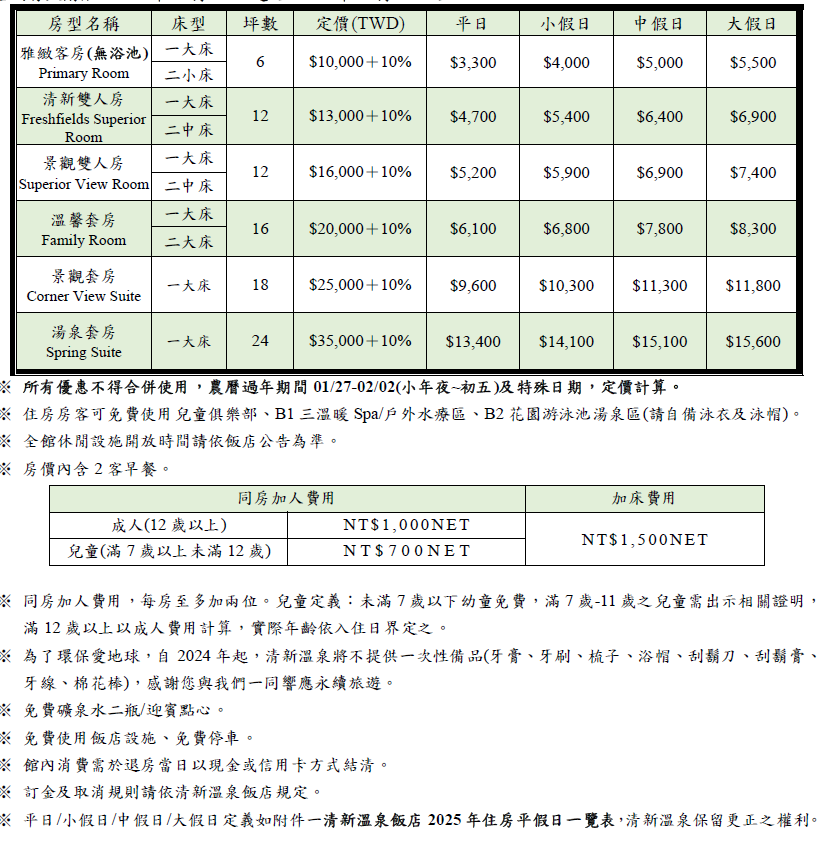 房型名稱 床型 坪數 定價(TWD) 平日 小假日 中假日 大假日
雅緻客房(無浴池) 一大床
Primary Room 二小床 6 $10,000+10% $3,300 $4,000 $5,000 $5,500
清新雙人房 一大床
Freshfields Superior 12 $13,000+10% $4,700 $5,400 $6,400 $6,900
Room 二中床
景觀雙人房 一大床
Superior View Room 二中床 12 $16,000+10% $5,200 $5,900 $6,900 $7,400
溫馨套房 一大床
Family Room 二大床 16 $20,000+10% $6,100 $6,800 $7,800 $8,300
景觀套房
Corner View Suite 一大床 18 $25,000+10% $9,600 $10,300 $11,300 $11,800
湯泉套房
Spring Suite 一大床 24 $35,000+10% $13,400 $14,100 $15,100 $15,600
※ 所有優惠不得合併使用,農曆過年期間 01/27-02/02(小年夜~初五)及特殊日期,定價計算。
※ 住房房客可免費使用兒童俱樂部、B1 三溫暖 Spa/戶外水療區、B2 花園游泳池湯泉區(請自備泳衣及泳帽)。
※ 全館休閒設施開放時間請依飯店公告為準。
※ 房價內含 2 客早餐。
同房加人費用 加床費用
成人(12 歲以上) NT$1,000NET
NT$1,500NET
兒童(滿 7 歲以上未滿 12 歲) NT$700NET
※ 同房加人費用,每房至多加兩位。兒童定義:未滿 7 歲以下幼童免費,滿 7 歲-11 歲之兒童需出示相關證明,
滿 12 歲以上以成人費用計算,實際年齡依入住日界定之。
※ 為了環保愛地球,自 2024 年起,清新溫泉將不提供一次性備品(牙膏、牙刷、梳子、浴帽、刮鬍刀、刮鬍膏、
牙線、棉花棒),感謝您與我們一同響應永續旅遊。
※ 免費礦泉水二瓶/迎賓點心。
※ 免費使用飯店設施、免費停車。
※ 館內消費需於退房當日以現金或信用卡方式結清。
※ 訂金及取消規則請依清新溫泉飯店規定。
※ 平日/小假日/中假日/大假日定義如附件一清新溫泉飯店 2025 年住房平假日一覽表,清新溫泉保留更正之權利。